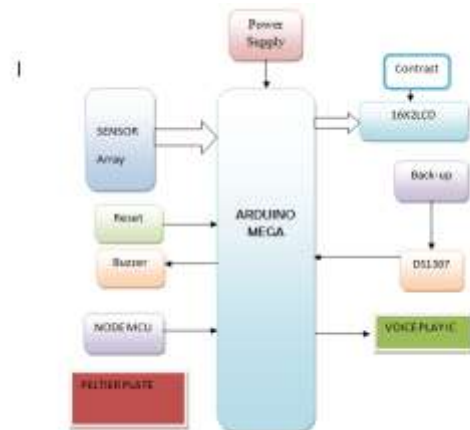 Power
Supply
Contrast
16X2LCD
SENSOR
Array
Back-up
Reset
ARDUINO
MEGA
Buzzer
DS1307
NODE MCU
VOICE PLAY IC
PELTIER PLATE